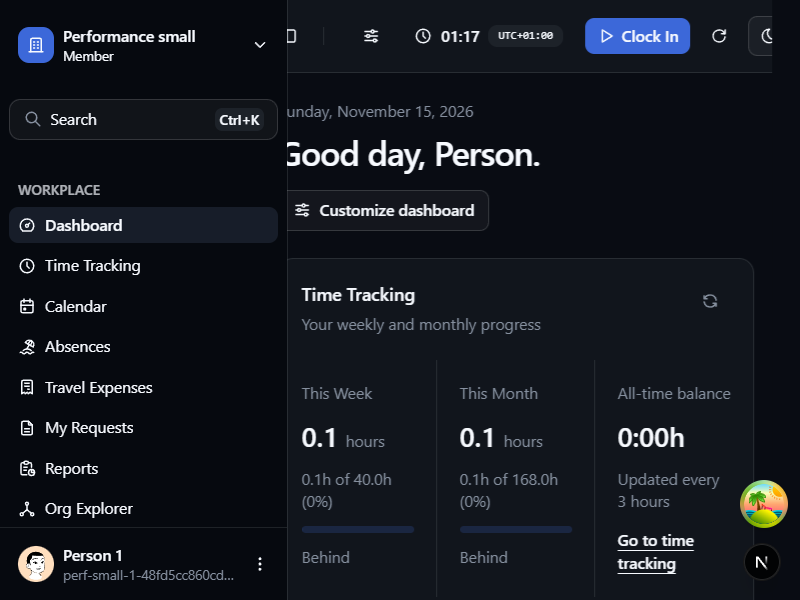 Performance small
Member
Search
Ctrl+K
WORKPLACE
Dashboard
Time Tracking
Calendar
Absences
Travel Expenses
My Requests
Reports
Org Explorer
Person 1
perf-small-1-48fd5cc860cd...
01:17
UTC+01:00
Clock In
unday, November 15, 2026
Good day, Person.
Customize dashboard
Time Tracking
Your weekly and monthly progress
This Week
0.1 hours
0.1h of 40.0h
(0%)
Behind
This Month
0.1 hours
0.1h of 168.0h
(0%)
Behind
All-time balance
0:00h
Updated every
3 hours
Go to time
tracking
N